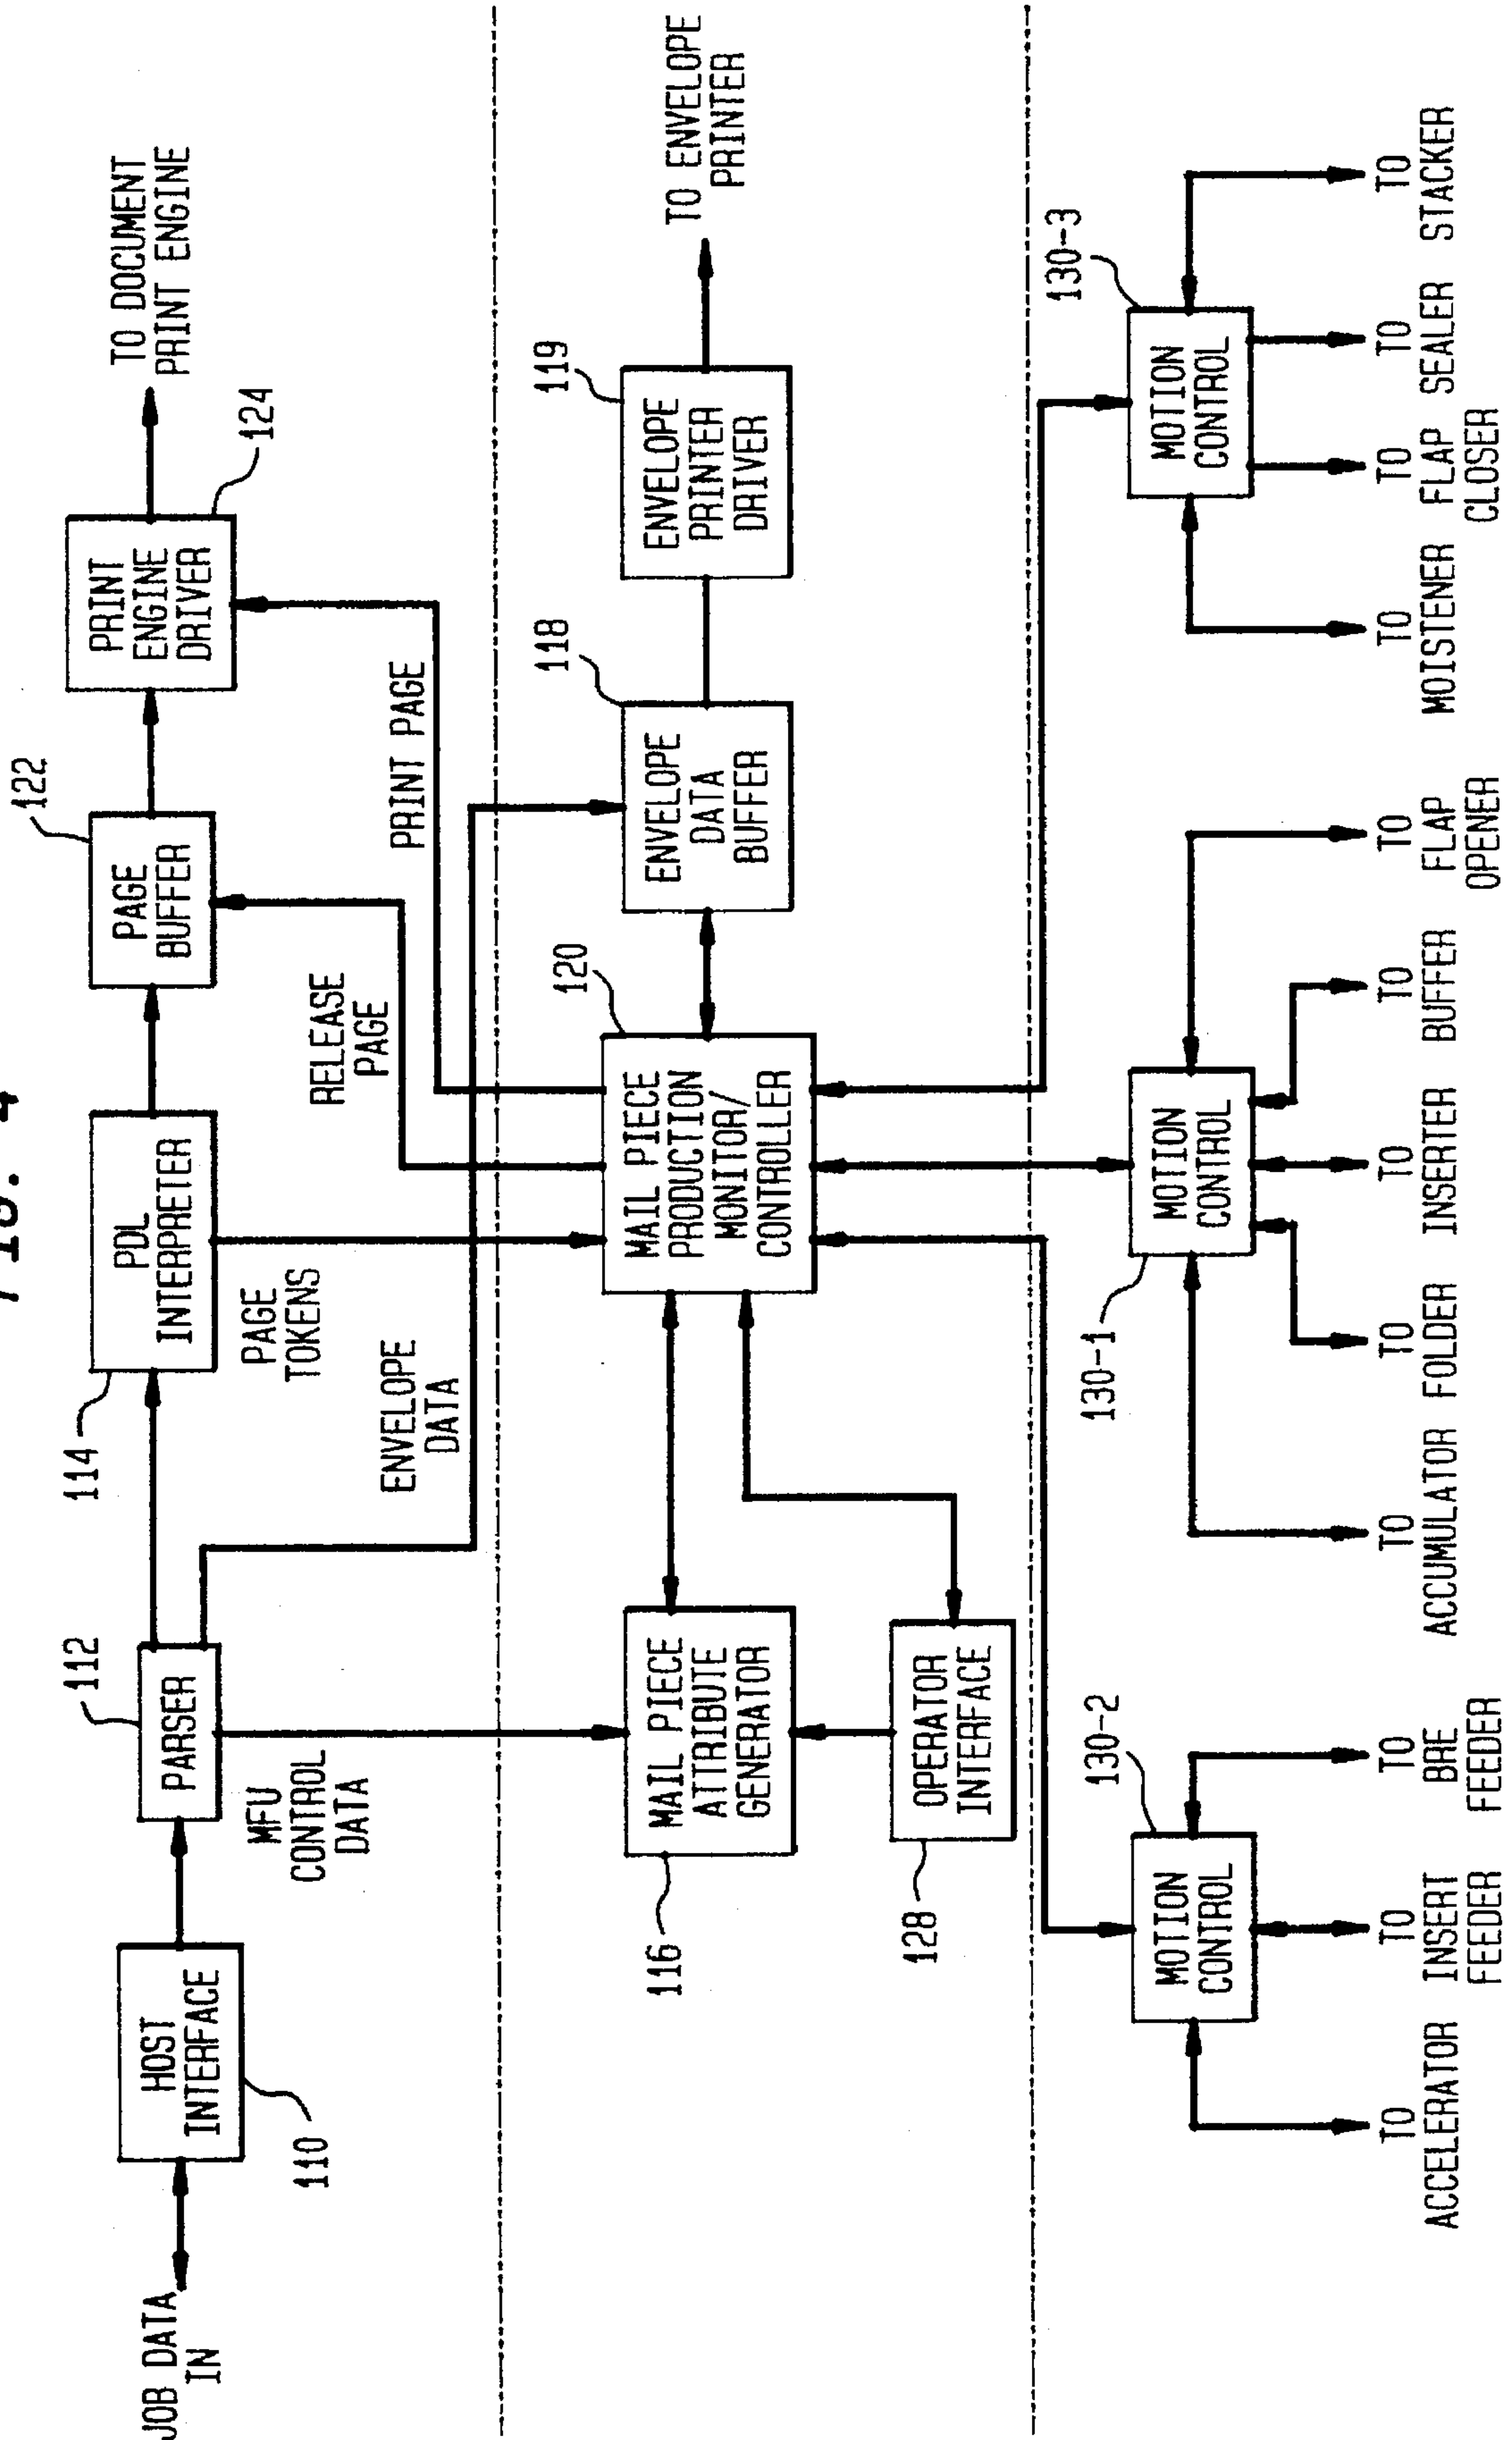 FIG. 4
JOB DATA
IN
HOST
INTERFACE
110
PARSER
112
MFU
CONTROL
DATA
PDL
INTERPRETER
114
PAGE
TOKENS
ENVELOPE
DATA
PAGE
BUFFER
122
RELEASE
PAGE
PRINT
ENGINE
DRIVER
124
PRINT PAGE
TO DOCUMENT
PRINT ENGINE
MAIL PIECE
ATTRIBUTE
GENERATOR
116
OPERATOR
INTERFACE
128
MAIL PIECE
PRODUCTION
MONITOR/
CONTROLLER
120
ENVELOPE
DATA
BUFFER
118
ENVELOPE
PRINTER
DRIVER
119
TO ENVELOPE
PRINTER
MOTION
CONTROL
130-2
TO
ACCELERATOR
TO
INSERT
FEEDER
TO
BRE
FEEDER
MOTION
CONTROL
130-1
TO
ACCUMULATOR
TO
FOLDER
TO
INSERTER
TO
BUFFER
TO
FLAP
OPENER
MOTION
CONTROL
130-3
TO
MOISTENER
TO
FLAP
CLOSER
TO
SEALER
TO
STACKER